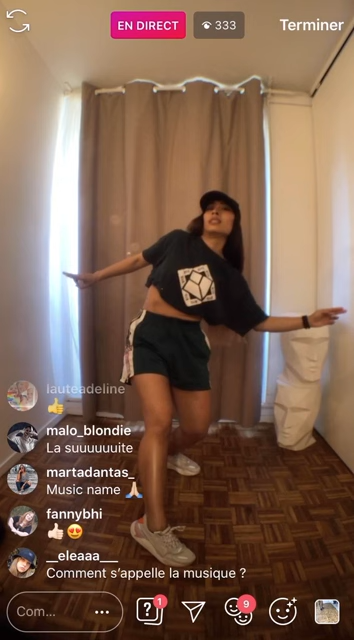 EN DIRECT
333
Terminer
lauteadeline
👍
malo_blondie
La suuuuuuite
martadantas_
Music name 🙏🏻
fannybhi
👍🏻😍
__eleaaa___
Comment s'appelle la musique ?
Com...
1
9